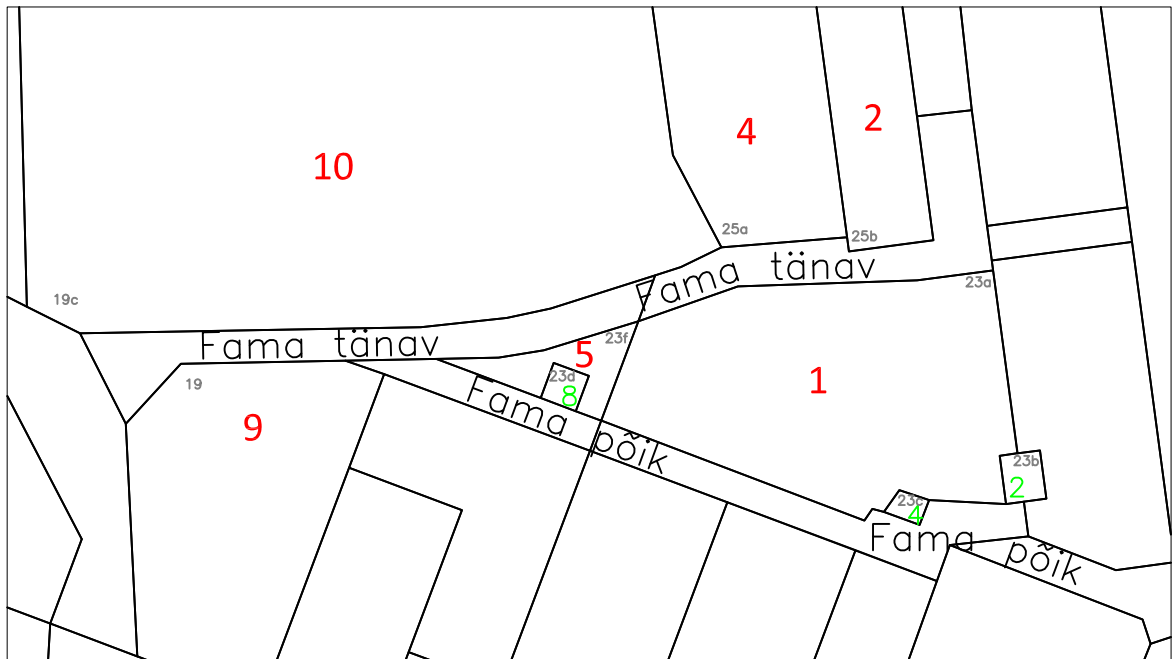 4
2
10
25a
25b
Fama tänav
23a
19c
23f
Fama tänav
5
23d
19
1
8
Fama põik
9
23b
2
23c
4
Fama põik